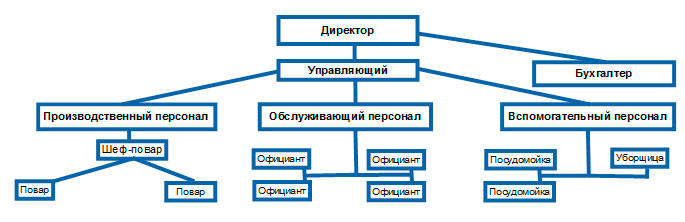 Директор
Управляющий
Бухгалтер
Производственный персонал
Обслуживающий персонал
Вспомогательный персонал
Шеф-повар
Официант
Официант
Посудомойка
Уборщица
Повар
Повар
Официант
Официант
Посудомойка